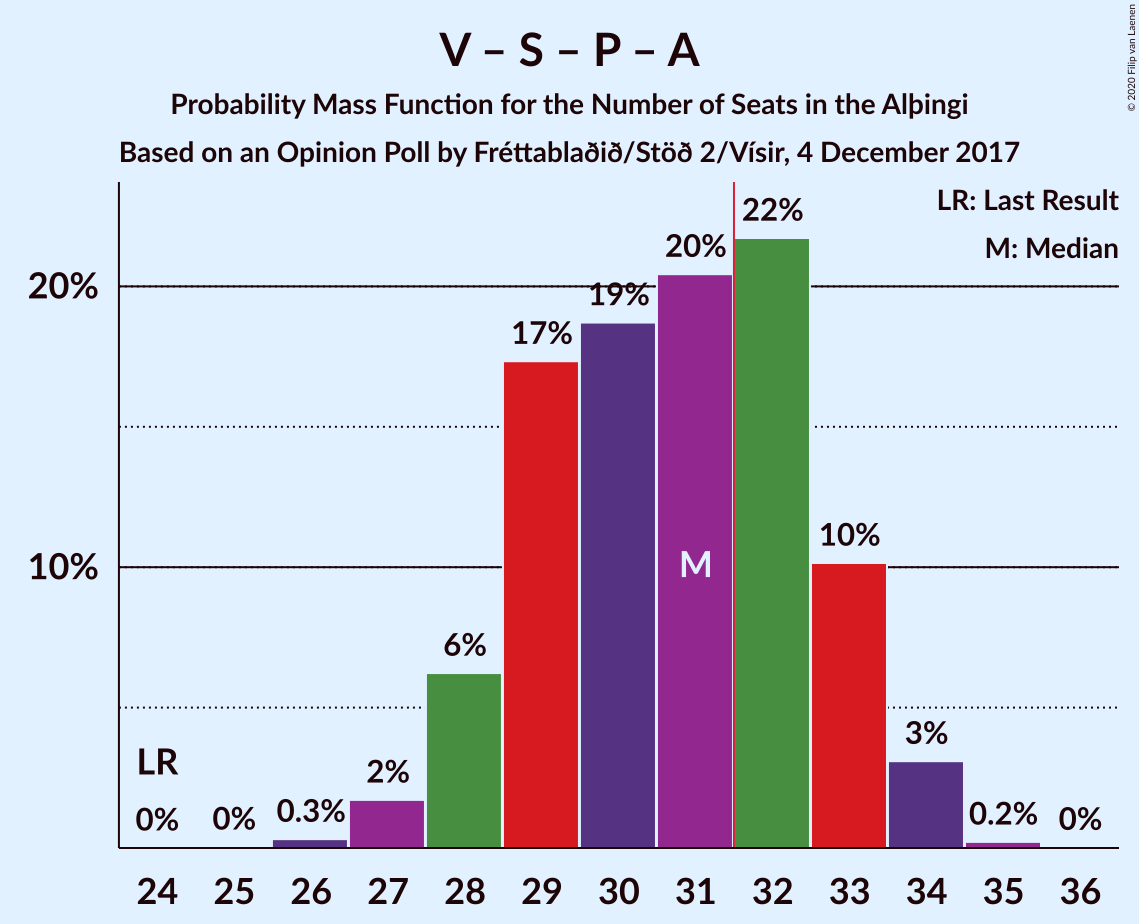 V – S – P – A
Probability Mass Function for the Number of Seats in the Alþingi
Based on an Opinion Poll by Fréttablaðið/Stöð 2/Vísir, 4 December 2017
© 2020 Filip van Laenen
LR: Last Result
M: Median
20%
10%
LR
0%
0%
0.3%
2%
6%
17%
19%
20%
22%
10%
3%
0.2%
0%
M
24 25 26 27 28 29 30 31 32 33 34 35 36